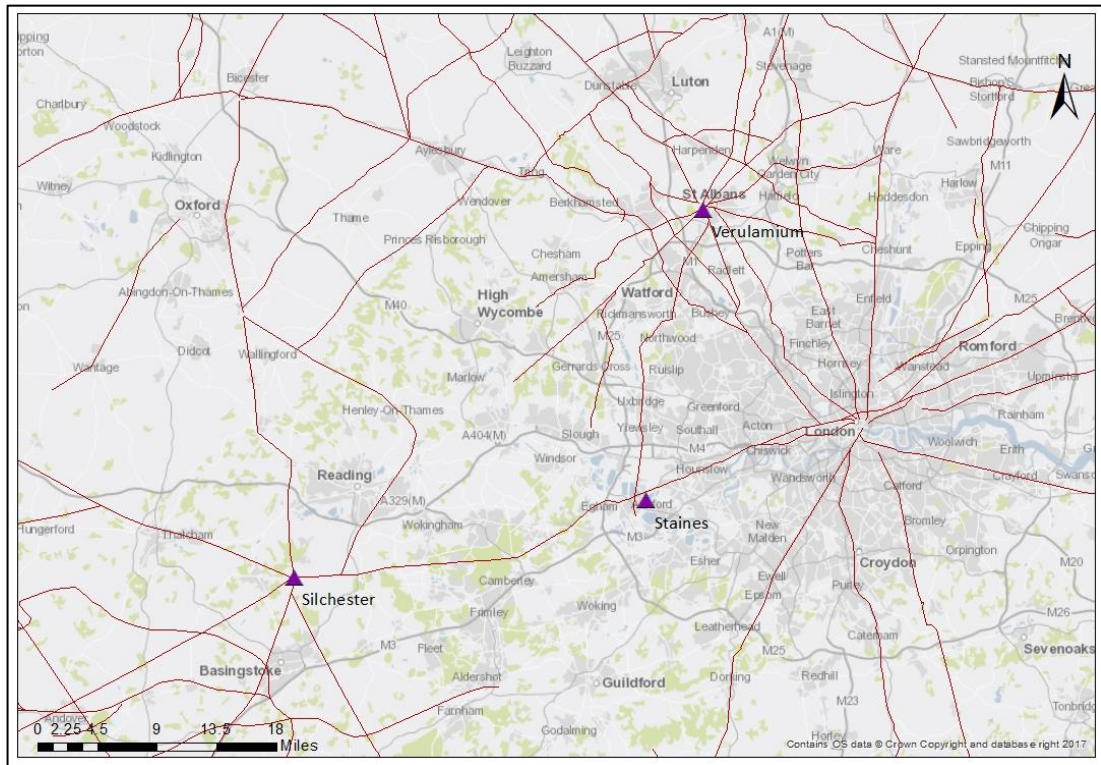 A1(M)
Leighton
Buzzard
Stevenage
Stansted Mountfitch
N
Bicester
Luton
Dunstable
Bishop'S
Stortford
Charlbury
Woodstock
Aylesbury
Harpenden
Welwyn
Garden City
Ware
Sawbridgeworth
M11
Kidlington
Tring
Harlow
Witney
St Albans
Hatfield
Hoddesdon
Oxford
Wendover
Berkhamsted
Thame
Verulamium
Chipping
Ongar
Princes Risborough
Chesham
Potters
Bar
Cheshunt
Epping
M1
Radlett
Amersham
Abingdon-On-Thames
High
Wycombe
Watford
M25
M40
Rickmansworth
Bushey
East
Barnet
Enfield
M25
Northwood
Finchley
Romford
Didcot
Wallingford
Hornsey
Wantage
Gerrards Cross
Ruislip
Wanstead
Marlow
Upminster
Islington
Henley-On-Thames
Uxbridge
Greenford
Rainham
A404(M)
Slough
Yiewsley
Southall
Acton
London
M4
Chiswick
Woolwich
Erith
Windsor
Hounslow
Wandsworth
Crayford
Reading
Catford
A329(M)
Egham
Ashford
Hungerford
Wokingham
Staines
New
Malden
Bromley
Thatcham
M3
Esher
Orpington
Croydon
M20
Camberley
Ewell
Silchester
Woking
Epsom
Purley
Frimley
M26
M3
Fleet
Leatherhead
Caterham
M25
Sevenoaks
Basingstoke
Aldershot
Guildford
Dorking
Redhill
M23
Farnham
Tonbridg
Andover
Godalming
Horley
0 2.25 4.5 9 13.5 18
Miles
Contains OS data © Crown Copyright and database right 2017